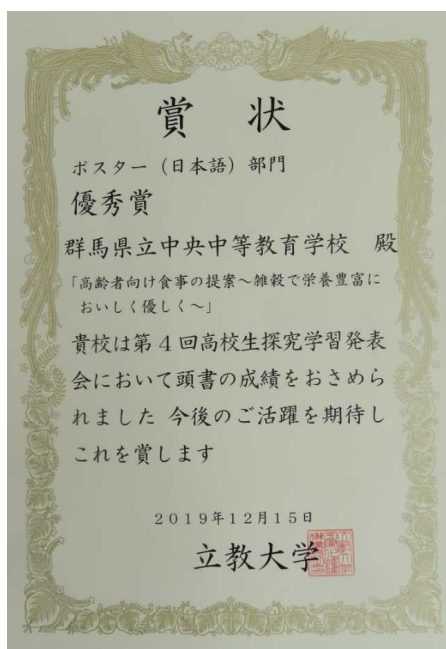 賞 状
ポスター（日本語）部門
優秀賞
群馬県立中央中等教育学校 殿
「高齢者向け食事の提案～雑穀で栄養豊富に
おいしく優しく～」
貴校は第4回高校生探究学習発表
会において頭書の成績をおさめら
れました 今後のご活躍を期待し
これを賞します
2019年12月15日
立教大学